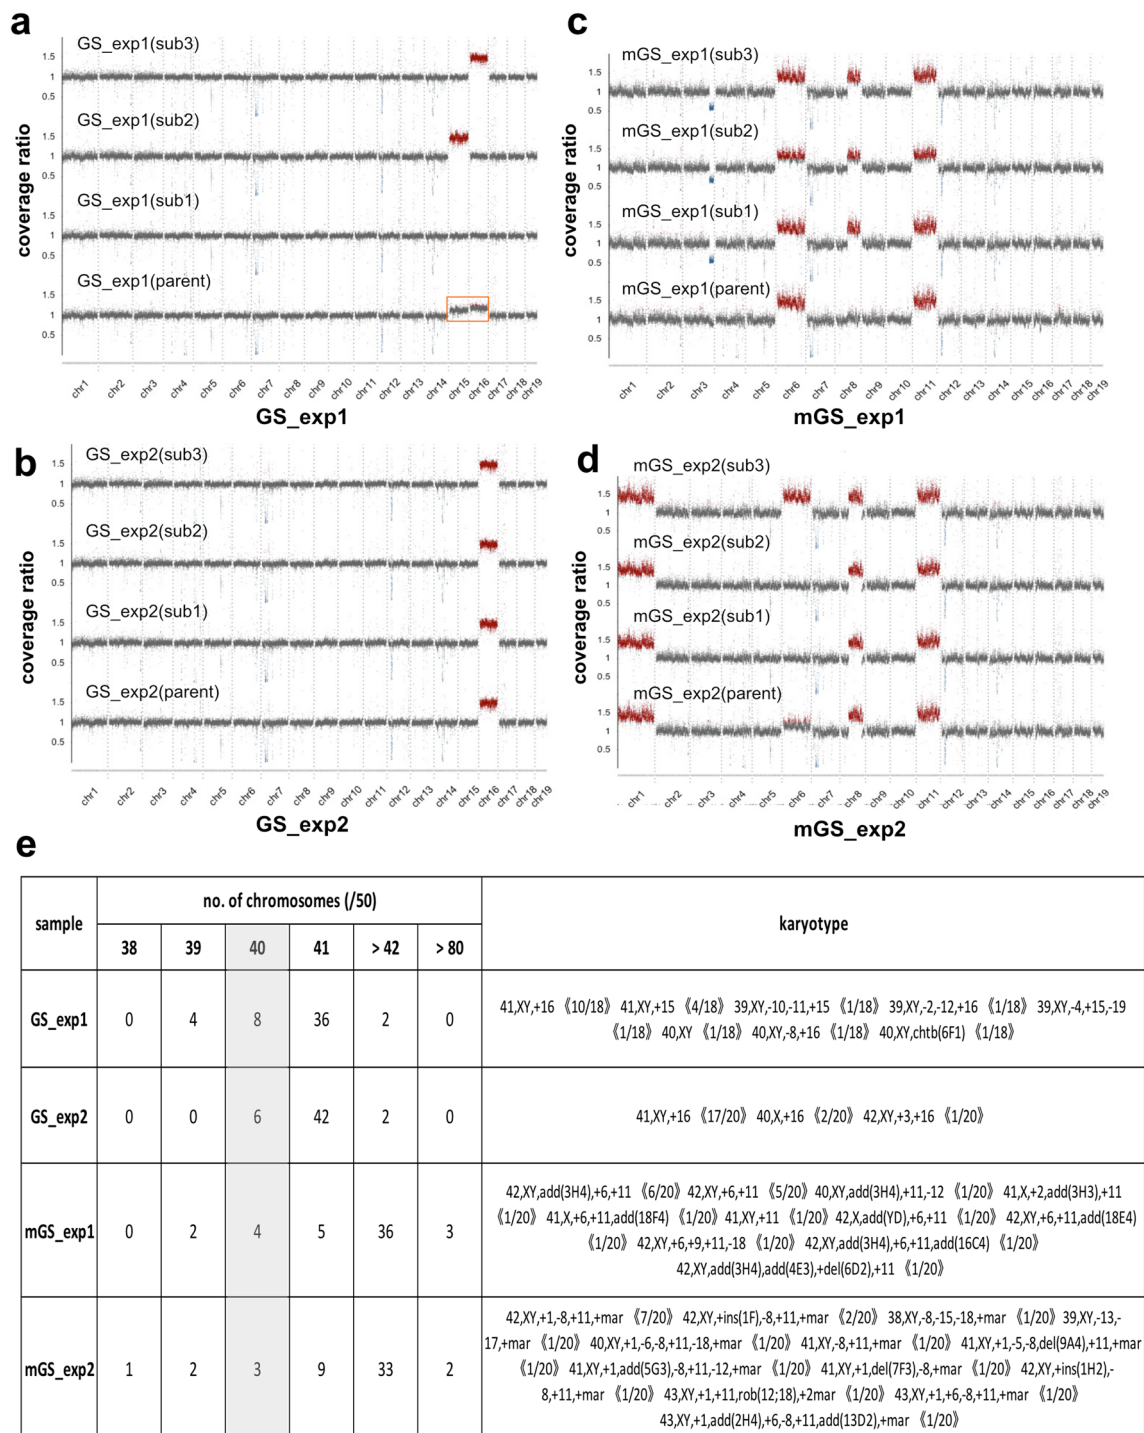 a
GS_exp1(sub3)
1.5
1
0.5
GS_exp1(sub2)
1.5
1
0.5
GS_exp1(sub1)
1.5
1
0.5
GS_exp1(parent)
1.5
1
0.5
coverage ratio
chr1 chr2 chr3 chr4 chr5 chr6 chr7 chr8 chr9 chr10 chr11 chr12 chr13 chr14 chr15 chr16 chr17 chr18 chr19
GS_exp1
c
mGS_exp1(sub3)
1.5
1
0.5
mGS_exp1(sub2)
1.5
1
0.5
mGS_exp1(sub1)
1.5
1
0.5
mGS_exp1(parent)
1.5
1
0.5
coverage ratio
chr1 chr2 chr3 chr4 chr5 chr6 chr7 chr8 chr9 chr10 chr11 chr12 chr13 chr14 chr15 chr16 chr17 chr18 chr19
mGS_exp1
b
GS_exp2(sub3)
1.5
1
0.5
GS_exp2(sub2)
1.5
1
0.5
GS_exp2(sub1)
1.5
1
0.5
GS_exp2(parent)
1.5
1
0.5
coverage ratio
chr1 chr2 chr3 chr4 chr5 chr6 chr7 chr8 chr9 chr10 chr11 chr12 chr13 chr14 chr15 chr16 chr17 chr18 chr19
GS_exp2
d
mGS_exp2(sub3)
1.5
1
0.5
mGS_exp2(sub2)
1.5
1
0.5
mGS_exp2(sub1)
1.5
1
0.5
mGS_exp2(parent)
1.5
1
0.5
coverage ratio
chr1 chr2 chr3 chr4 chr5 chr6 chr7 chr8 chr9 chr10 chr11 chr12 chr13 chr14 chr15 chr16 chr17 chr18 chr19
mGS_exp2
e
sample no. of chromosomes (/50) karyotype
38 39 40 41 > 42 > 80
GS_exp1 0 4 8 36 2 0
41,XY,+16 《10/18》 41,XY,+15 《4/18》 39,XY,-10-11,+15 《1/18》 39,XY,-2,-12,+16 《1/18》 39,XY,-4,+15,-19
《1/18》 40,XY 《1/18》 40,XY,-8,+16 《1/18》 40,XY,chtb(6F1) 《1/18》
GS_exp2 0 0 6 42 2 0
41,XY,+16 《17/20》 40,X,+16 《2/20》 42,XY,+3,+16 《1/20》
mGS_exp1 0 2 4 5 36 3
42,XY,add(3H4),+6,+11 《6/20》 42,XY,+6,+11 《5/20》 40,XY,add(3H4),+11,-12 《1/20》 41,X,+2,add(3H3),+11
《1/20》 41,X,+6,+11,add(18F4) 《1/20》 41,XY,+11 《1/20》 42,X,add(YD),+6,+11 《1/20》 42,XY,+6,+11,add(18E4)
《1/20》 42,XY,+6,+9,+11,-18 《1/20》 42,XY,add(3H4),+6,+11,add(16C4) 《1/20》
42,XY,add(3H4),add(4E3),+del(6D2),+11 《1/20》
mGS_exp2 1 2 3 9 33 2
42,XY,+1,-8,+11,+mar 《7/20》 42,XY,+ins(1F),-8,+11,+mar 《2/20》 38,XY,-8,-15,-18,+mar 《1/20》 39,XY,-13,-
17,+mar 《1/20》 40,XY,+1,-6,-8,+11,-18,+mar 《1/20》 41,XY,-8,+11,+mar 《1/20》 41,XY,+1,-5,-8,del(9A4),+11,+mar
《1/20》 41,XY,+1,add(5G3),-8,+11,-12,+mar 《1/20》 41,XY,+1,del(7F3),-8,+mar 《1/20》 42,XY,+ins(1H2),-
8,+11,+mar 《1/20》 43,XY,+1,+11,rob(12;18),+2mar 《1/20》 43,XY,+1,+6,-8,+11,+mar 《1/20》
43,XY,+1,add(2H4),+6,-8,+11,add(13D2),+mar 《1/20》